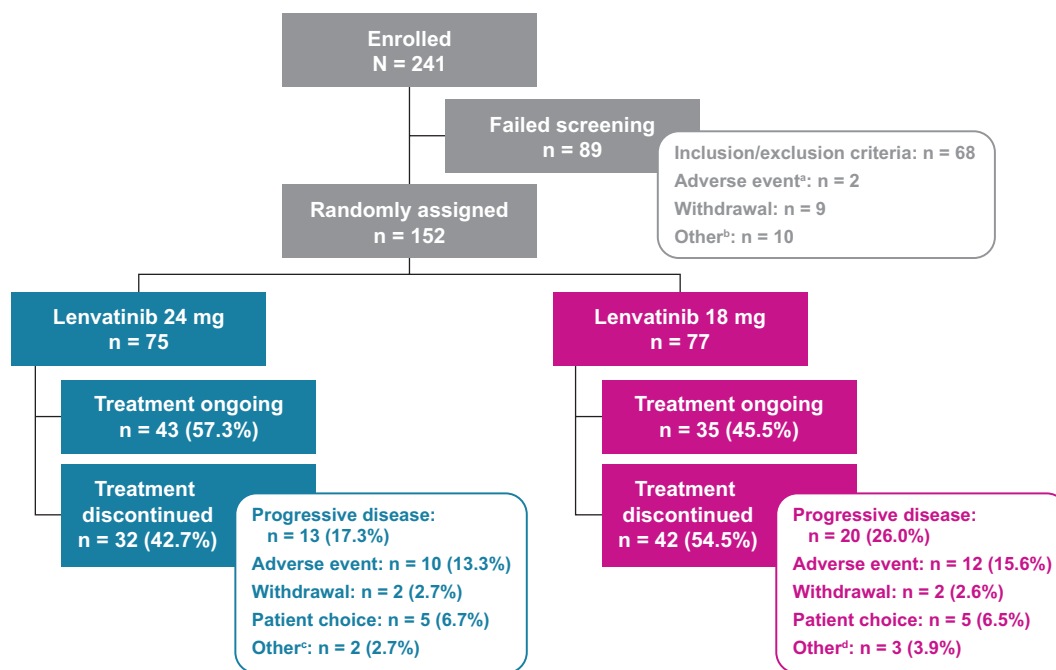 Enrolled
N = 241
Failed screening
n = 89
Inclusion/exclusion criteria: n = 68
Adverse eventᵃ: n = 2
Withdrawal: n = 9
Otherᵇ: n = 10
Randomly assigned
n = 152
Lenvatinib 24 mg
n = 75
Treatment ongoing
n = 43 (57.3%)
Treatment
discontinued
n = 32 (42.7%)
Progressive disease:
n = 13 (17.3%)
Adverse event: n = 10 (13.3%)
Withdrawal: n = 2 (2.7%)
Patient choice: n = 5 (6.7%)
Otherᶜ: n = 2 (2.7%)
Lenvatinib 18 mg
n = 77
Treatment ongoing
n = 35 (45.5%)
Treatment
discontinued
n = 42 (54.5%)
Progressive disease:
n = 20 (26.0%)
Adverse event: n = 12 (15.6%)
Withdrawal: n = 2 (2.6%)
Patient choice: n = 5 (6.5%)
Otherᵈ: n = 3 (3.9%)